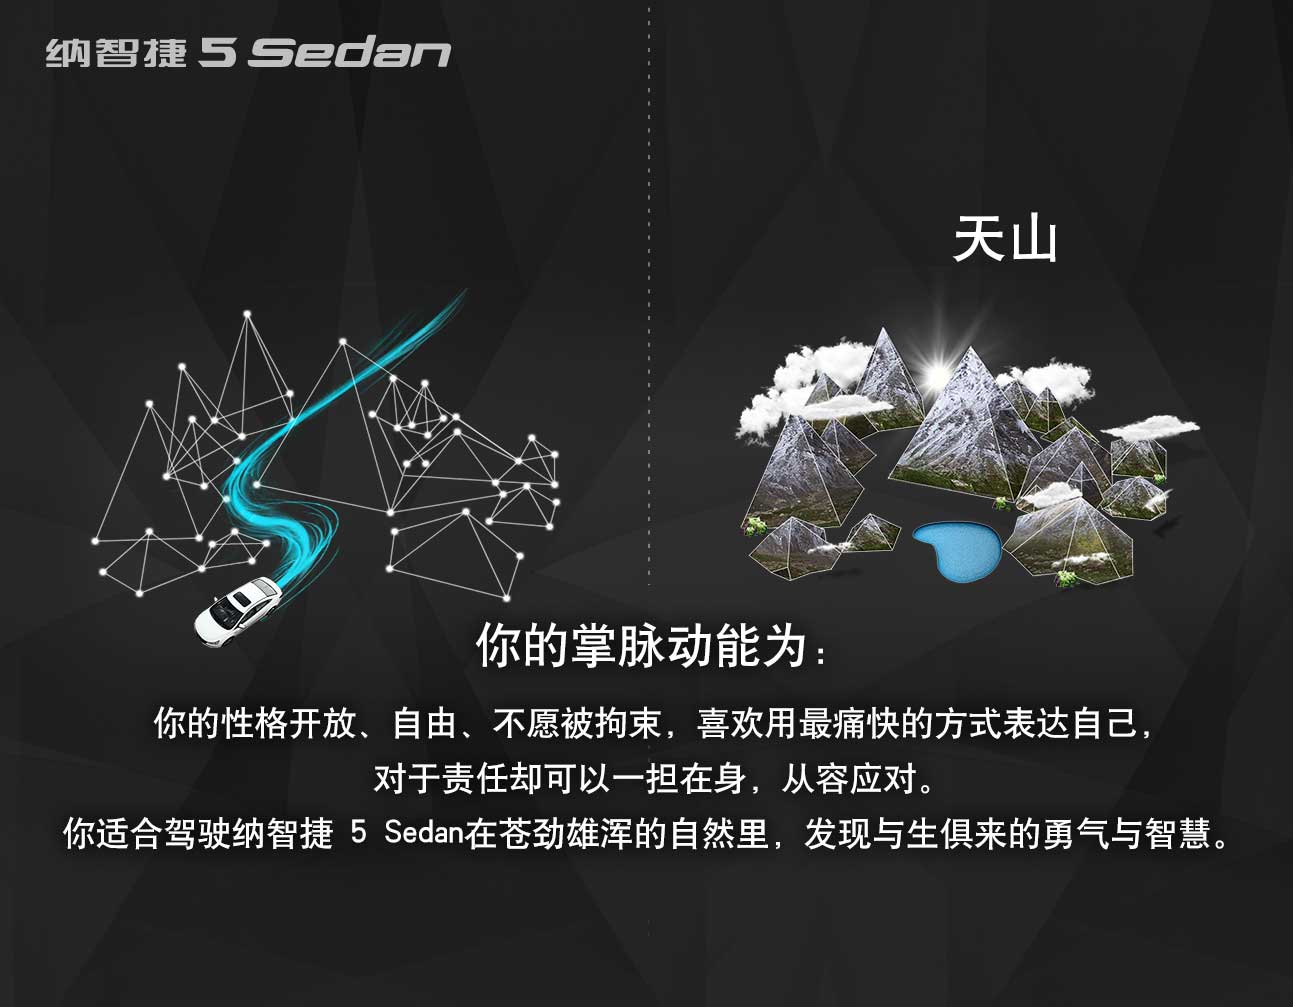 纳智捷 5 Sedan
天山
你的掌脉动能为：
你的性格开放、自由、不愿被拘束，喜欢用最痛快的方式表达自己，
对于责任却可以一担在身，从容应对。
你适合驾驶纳智捷 5 Sedan在苍劲雄浑的自然里，发现与生俱来的勇气与智慧。